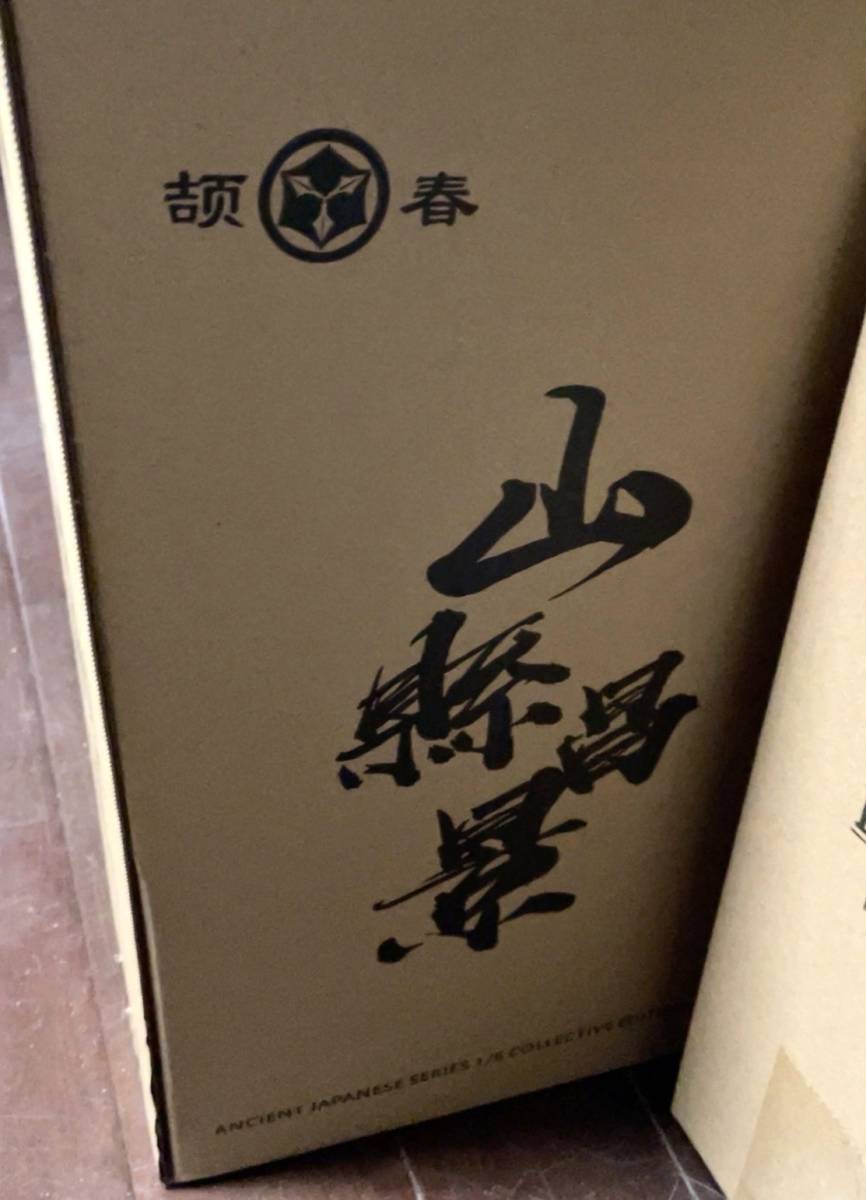 颉 春
山
縣昌
景
ANCIENT JAPANESE SERIES 1/6 COLLECTIVE EDITION